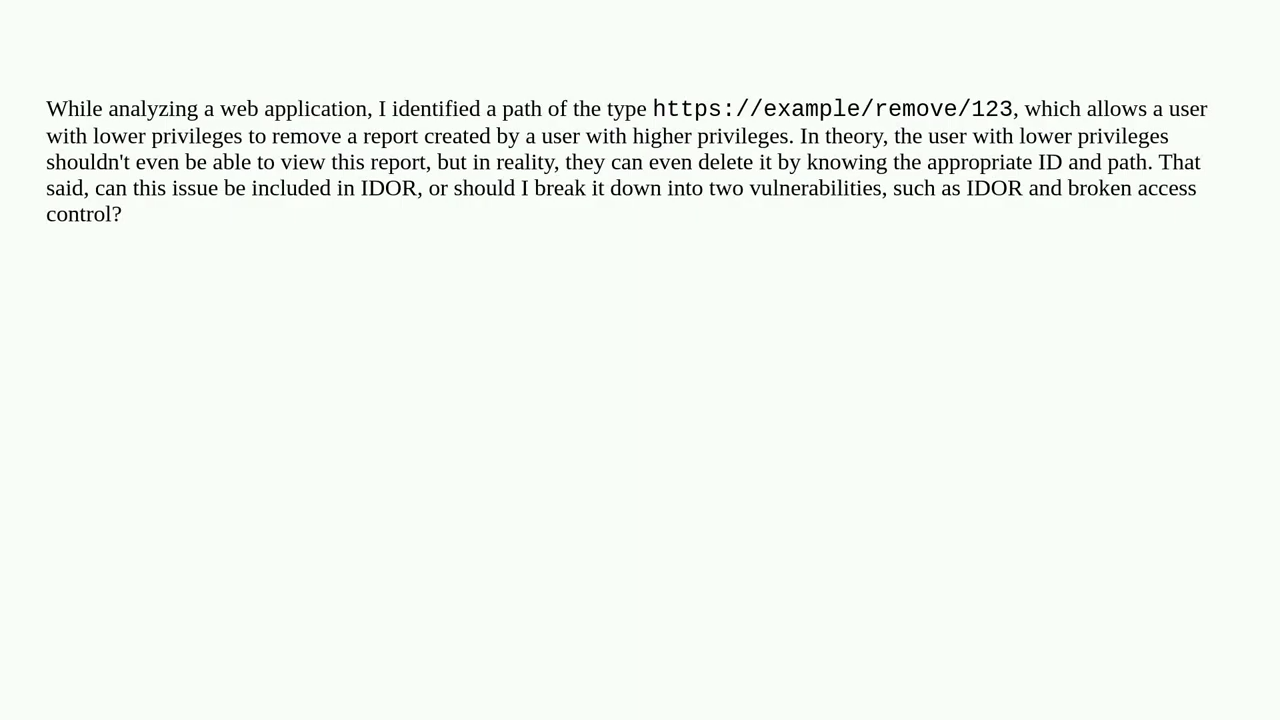 While analyzing a web application, I identified a path of the type https://example/remove/123, which allows a user
with lower privileges to remove a report created by a user with higher privileges. In theory, the user with lower privileges
shouldn't even be able to view this report, but in reality, they can even delete it by knowing the appropriate ID and path. That
said, can this issue be included in IDOR, or should I break it down into two vulnerabilities, such as IDOR and broken access
control?